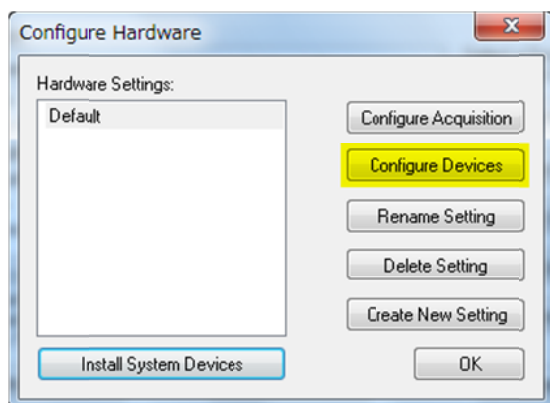 Configure Hardware
Hardware Settings:
Default
Configure Acquisition
Configure Devices
Rename Setting
Delete Setting
Create New Setting
Install System Devices
OK